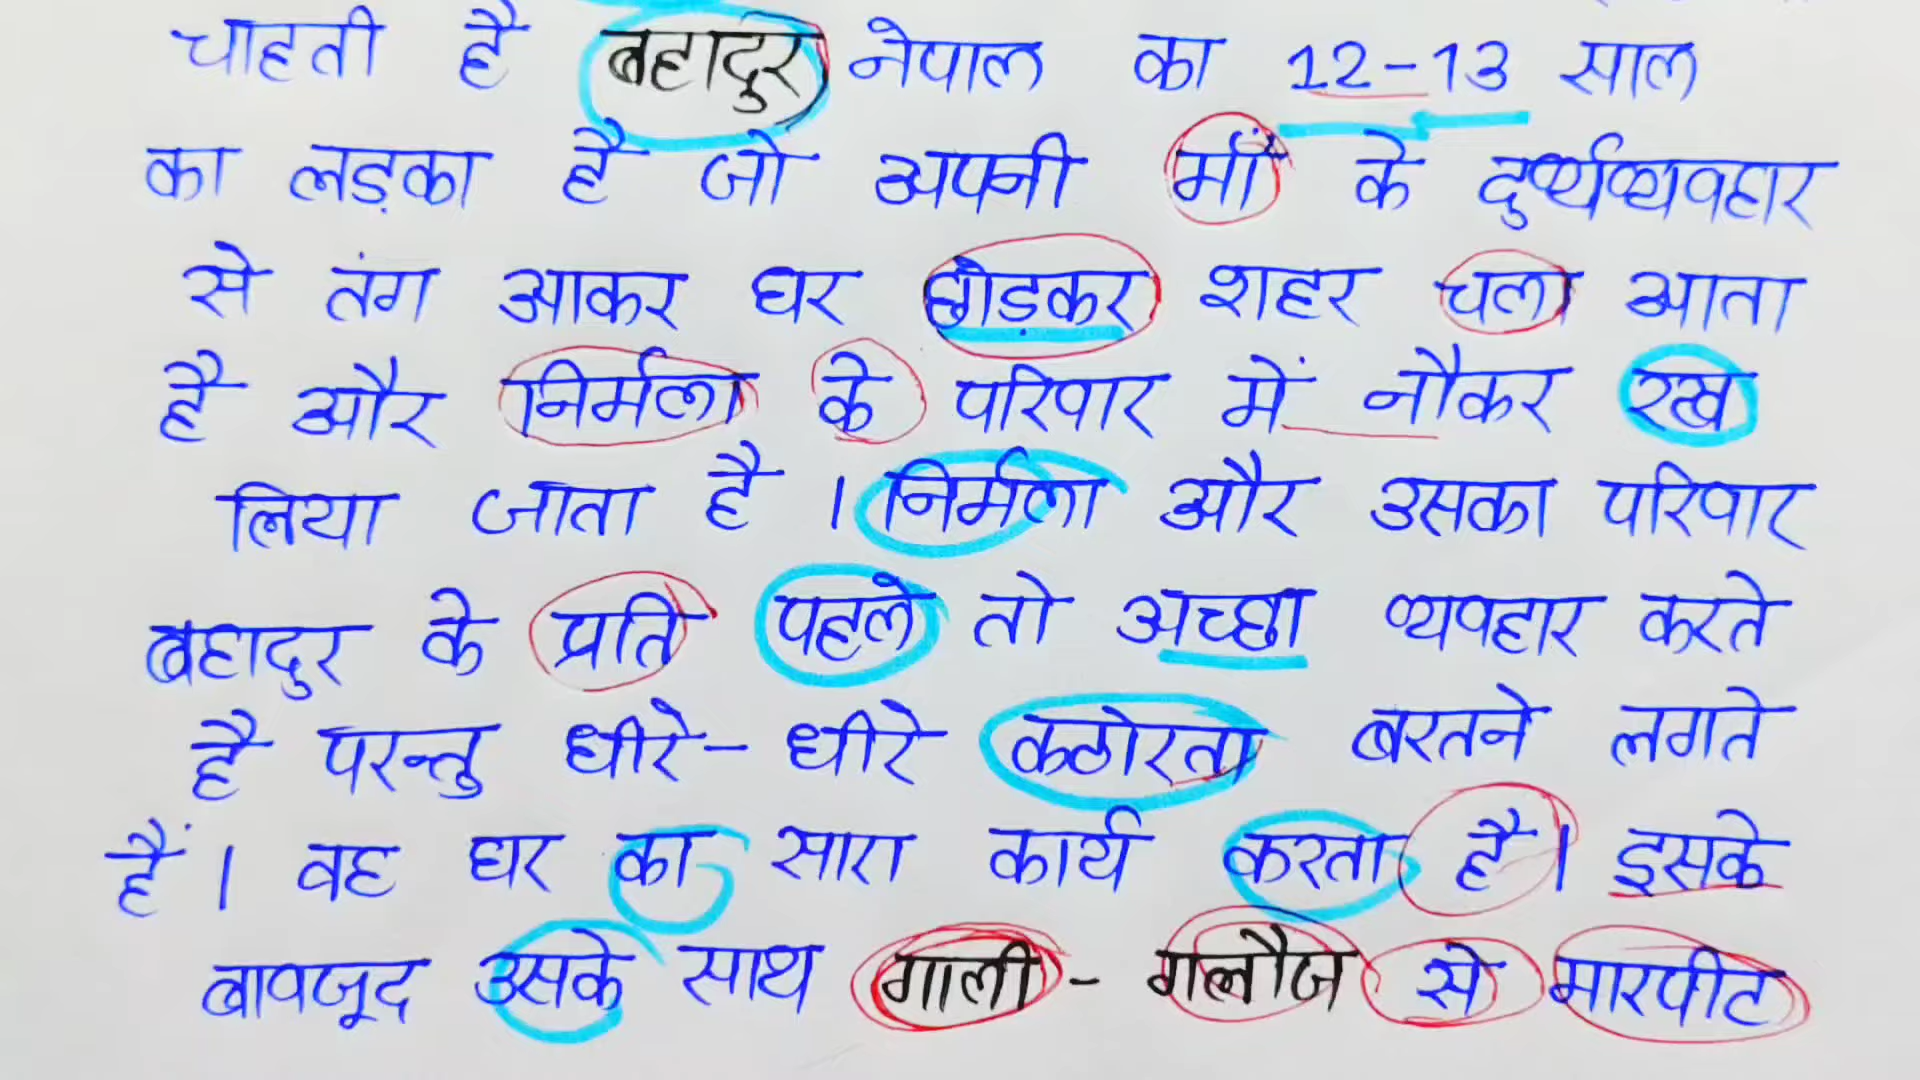 चाहती है बहादुर नेपाल का 12-13 साल
का लड़का है जो अपनी माँ के दुर्व्यव्यवहार
से तंग आकर घर छोड़कर शहर चला आता
है और निर्मला के परिवार में नौकर रख
लिया जाता है । निर्मला और उसका परिवार
बहादुर के प्रति पहले तो अच्छा व्यवहार करते
है परन्तु धीरे-धीरे कठोरता बरतने लगते
हैं । वह घर का सारा कार्य करता है । इसके
बावजूद उसके साथ गाली-गलौज से मारपीट